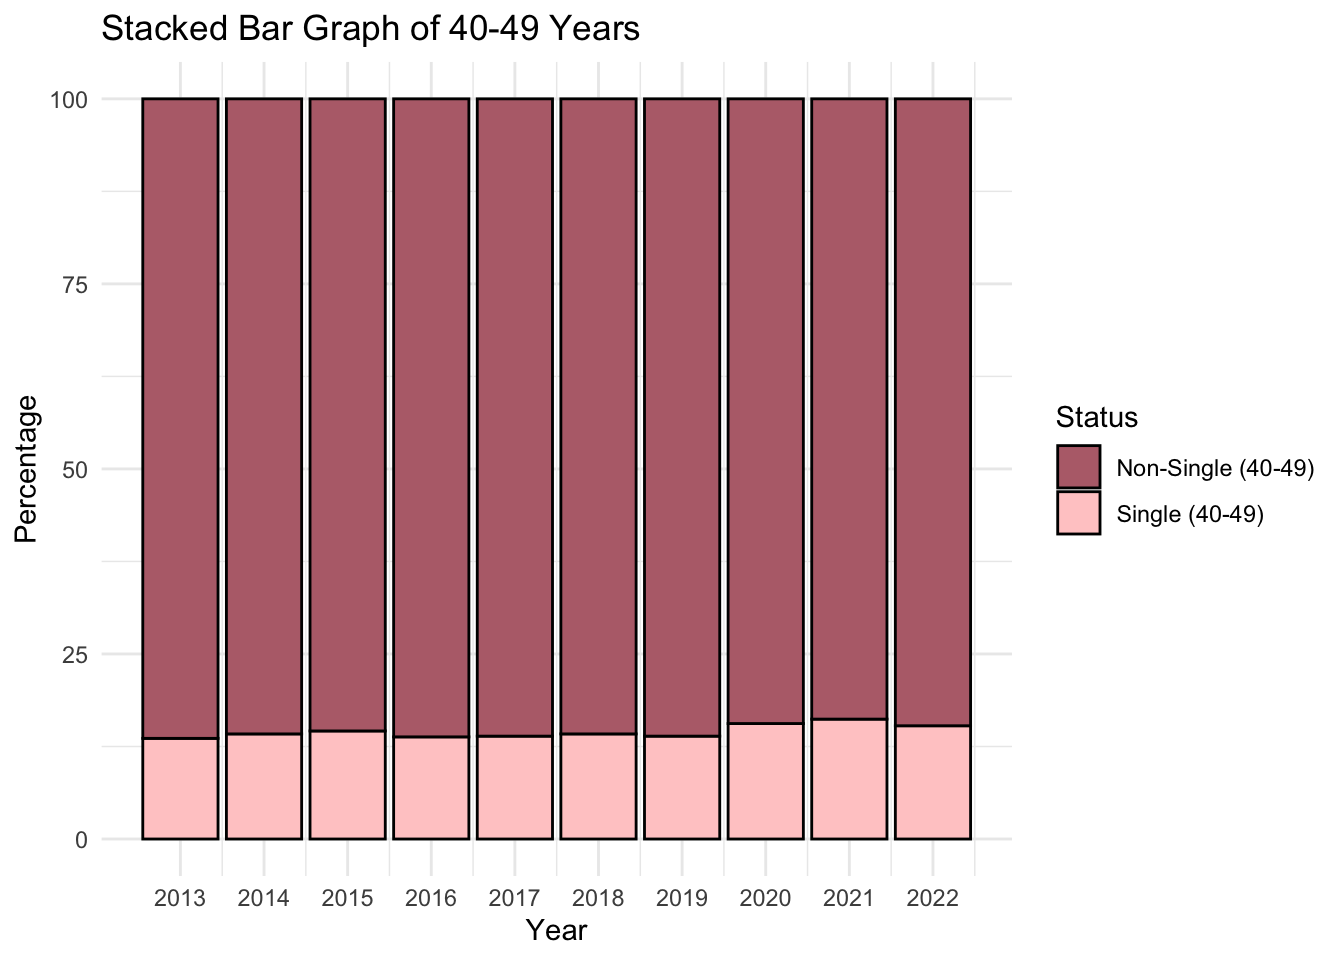 Stacked Bar Graph of 40-49 Years
100
75
50
25
0
Percentage
2013 2014 2015 2016 2017 2018 2019 2020 2021 2022
Year
Status
Non-Single (40-49)
Single (40-49)